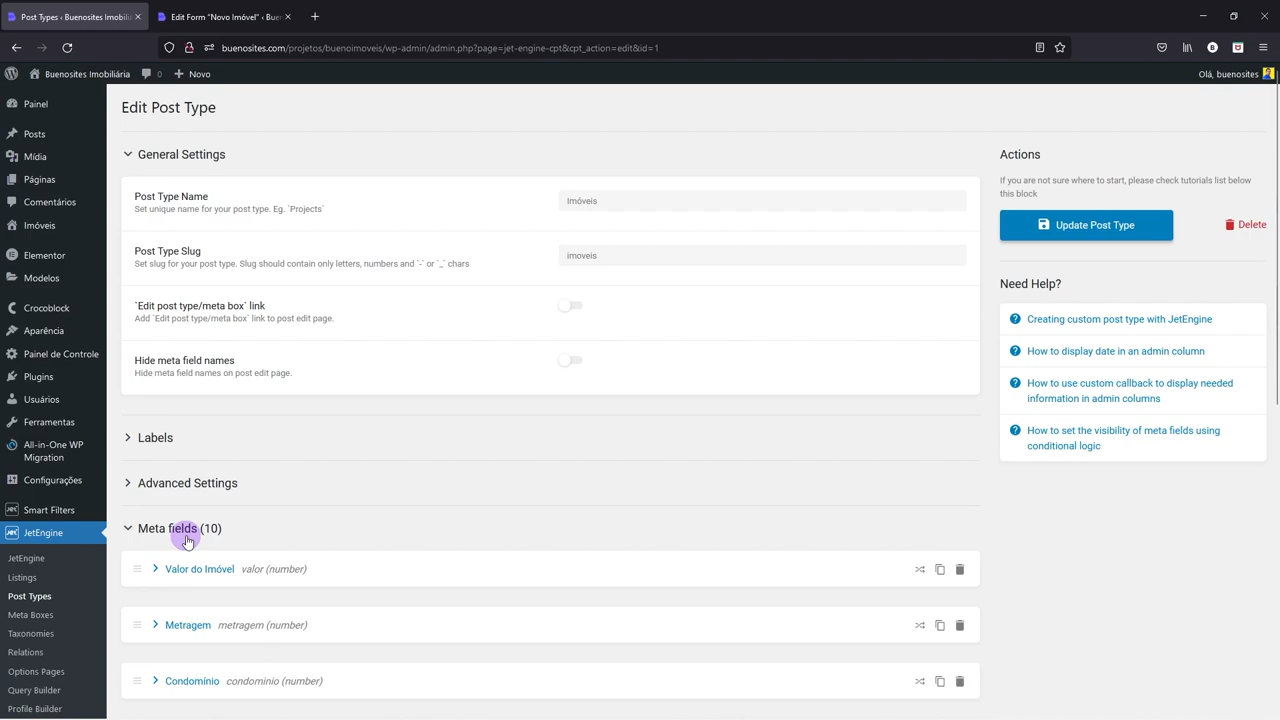 Post Types ‹ Buenosites Imobili
Edit Form “Novo Imóvel” ‹ Buen
buenosites.com/projetos/buenoimoveis/wp-admin/admin.php?page=jet-engine-cpt&cpt_action=edit&id=1
Buenosites Imobiliária
0
Novo
Olá, buenosites
Painel
Posts
Mídia
Páginas
Comentários
Imóveis
Elementor
Modelos
Crocoblock
Aparência
Painel de Controle
Plugins
Usuários
Ferramentas
All-in-One WP
Migration
Configurações
Smart Filters
JetEngine
JetEngine
Listings
Post Types
Meta Boxes
Taxonomies
Relations
Options Pages
Query Builder
Profile Builder
Edit Post Type
General Settings
Post Type Name
Set unique name for your post type. Eg. `Projects`
Imóveis
Post Type Slug
Set slug for your post type. Slug should contain only letters, numbers and `-` or `_` chars
imoveis
`Edit post type/meta box` link
Add `Edit post type/meta box` link to post edit page.
Hide meta field names
Hide meta field names on post edit page.
Labels
Advanced Settings
Meta fields (10)
Valor do Imóvel valor (number)
Metragem metragem (number)
Condomínio condominio (number)
Actions
If you are not sure where to start, please check tutorials list below
this block
Update Post Type
Delete
Need Help?
Creating custom post type with JetEngine
How to display date in an admin column
How to use custom callback to display needed
information in admin columns
How to set the visibility of meta fields using
conditional logic